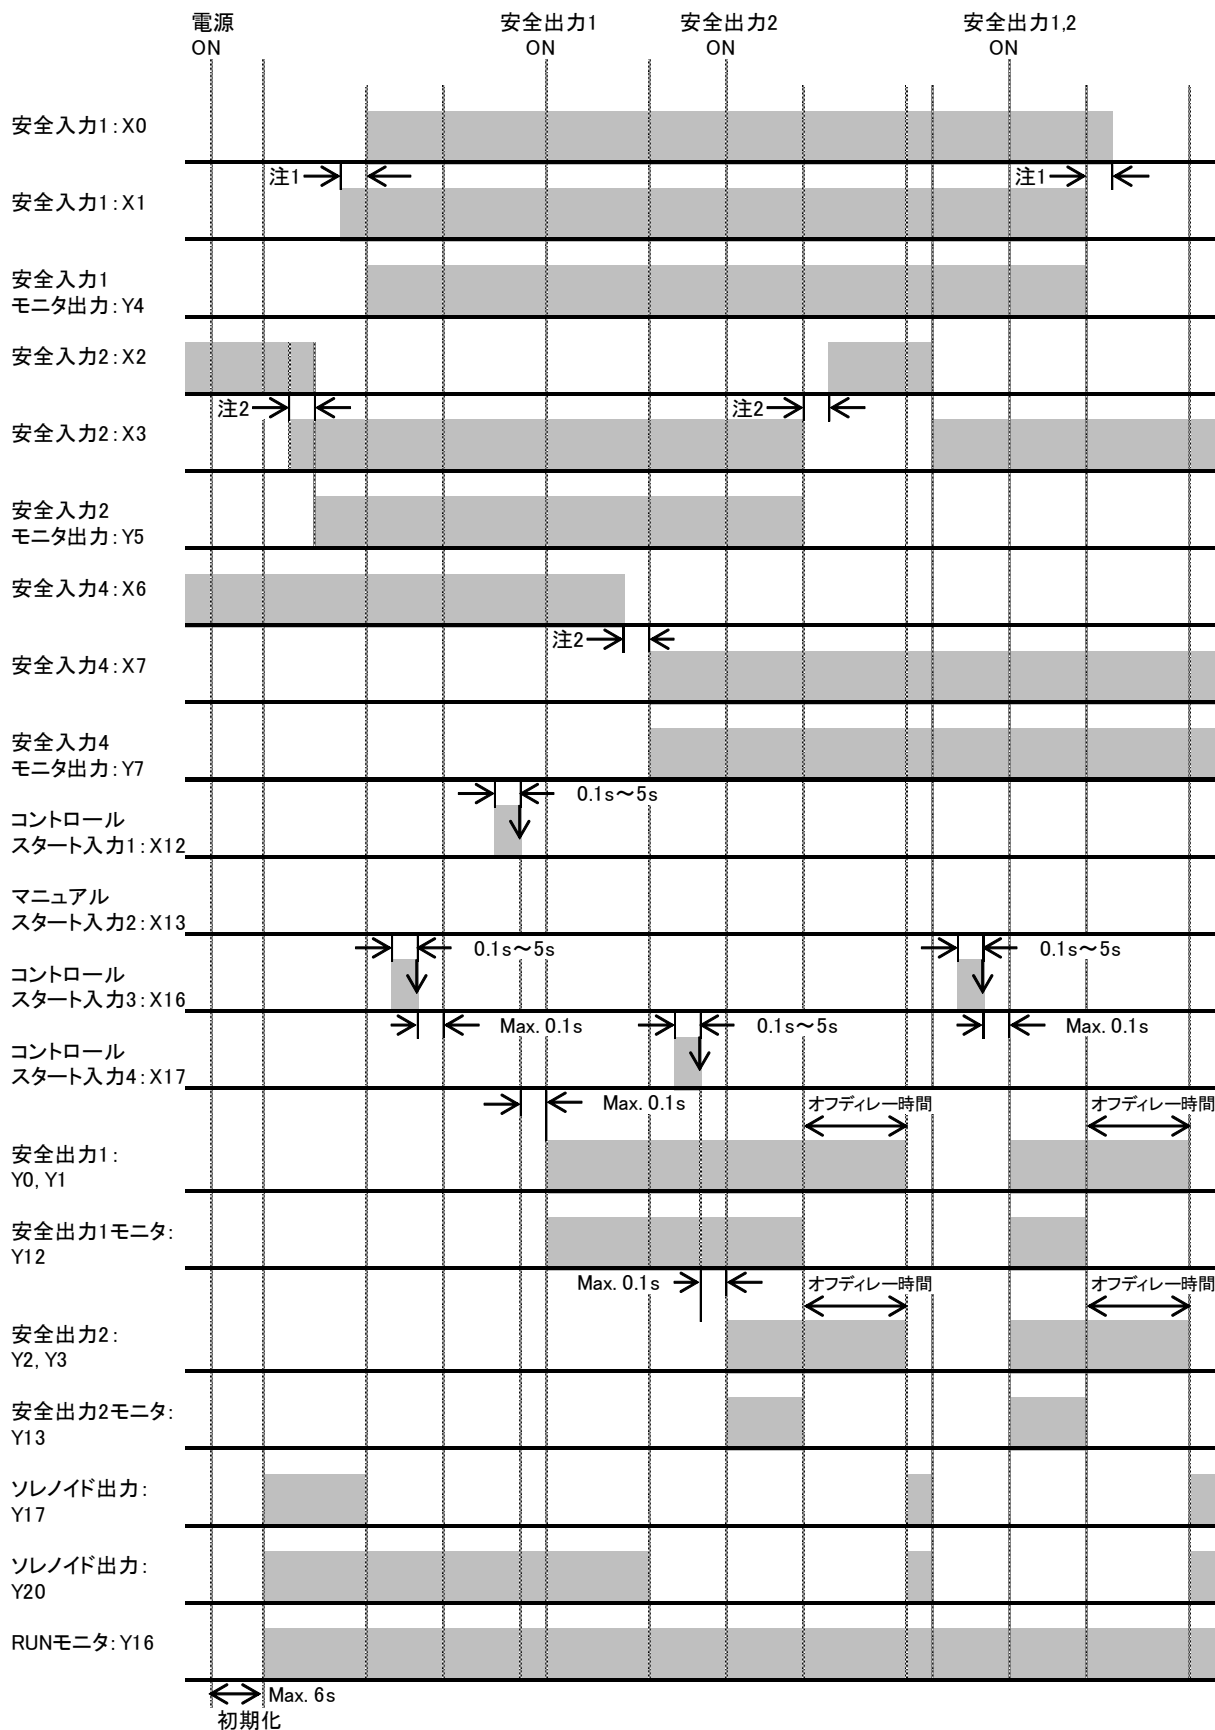 電源
ON
安全出力1
ON
安全出力2
ON
安全出力1,2
ON
安全入力1:X0
注1
注1
安全入力1:X1
安全入力1
モニタ出力:Y4
安全入力2:X2
注2
注2
安全入力2:X3
安全入力2
モニタ出力:Y5
安全入力4:X6
注2
安全入力4:X7
安全入力4
モニタ出力:Y7
0.1s～5s
コントロール
スタート入力1:X12
マニュアル
スタート入力2:X13
0.1s～5s
0.1s～5s
コントロール
スタート入力3:X16
Max. 0.1s
0.1s～5s
Max. 0.1s
コントロール
スタート入力4:X17
Max. 0.1s
オフディレー時間
オフディレー時間
安全出力1:
Y0, Y1
安全出力1モニタ:
Y12
Max. 0.1s
オフディレー時間
オフディレー時間
安全出力2:
Y2, Y3
安全出力2モニタ:
Y13
ソレノイド出力:
Y17
ソレノイド出力:
Y20
RUNモニタ:Y16
Max. 6s
初期化